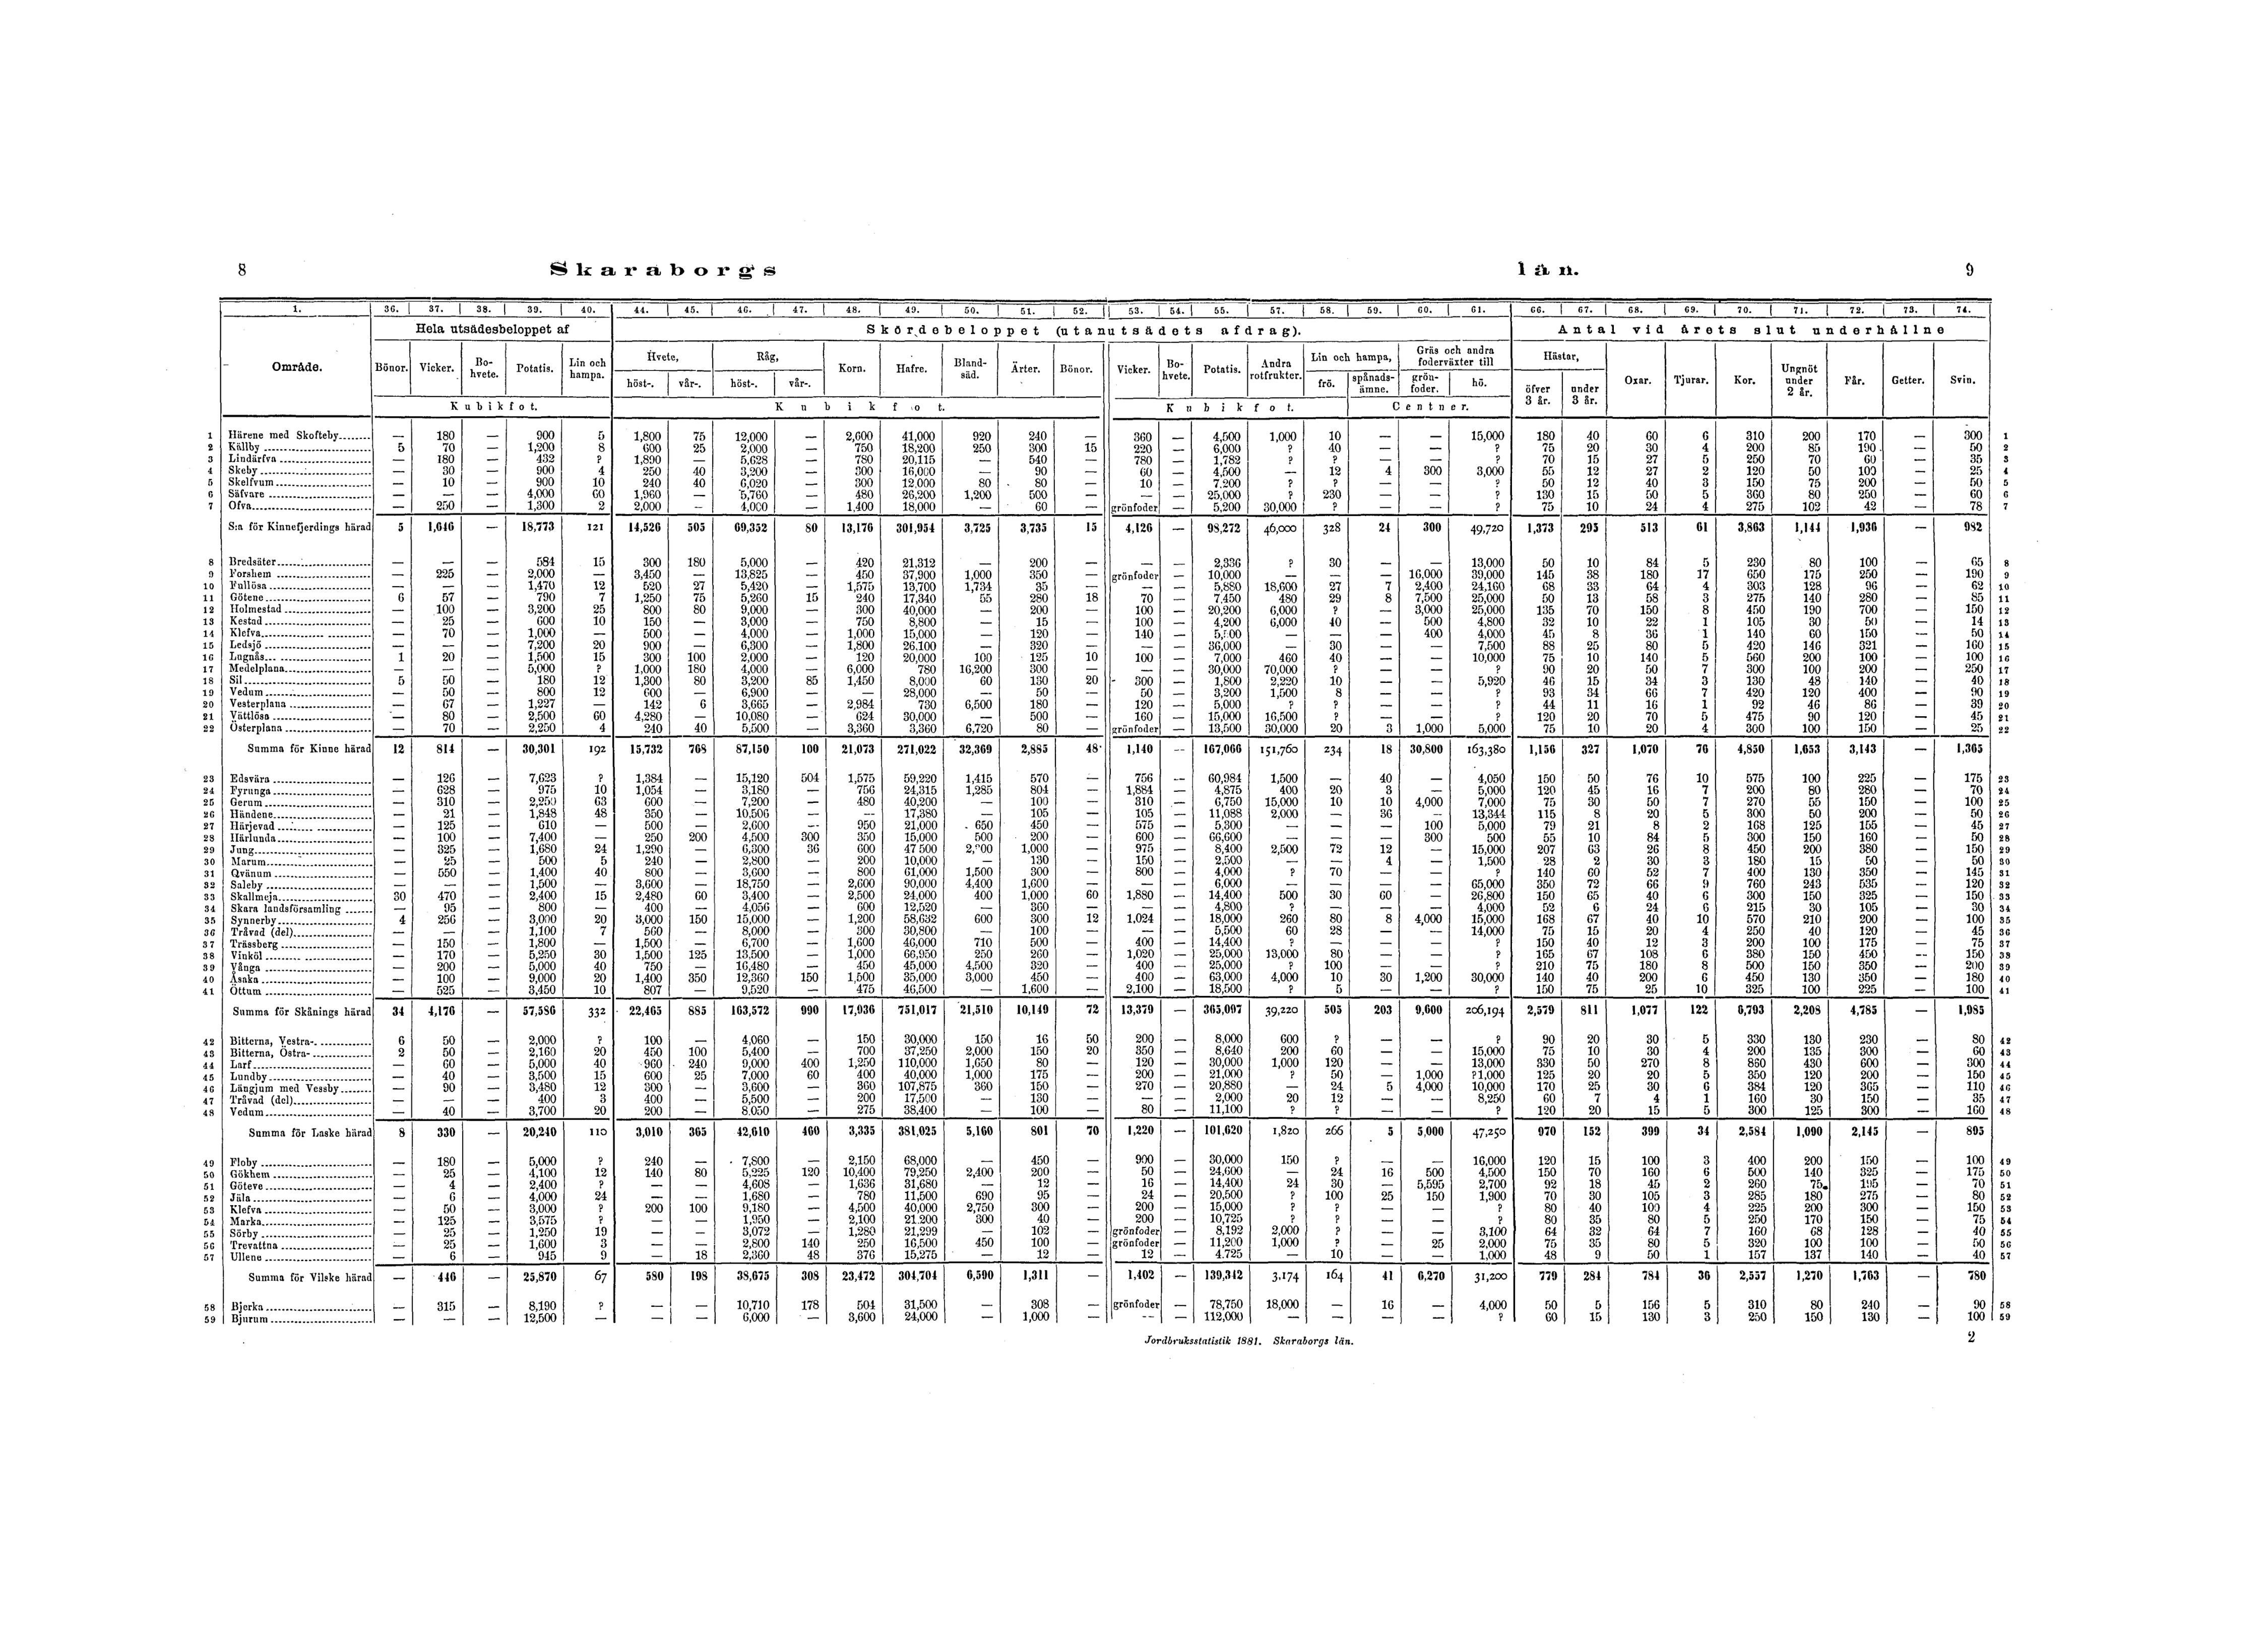 8 Skaraborgs län. 9
1. 36. 37. 38. 39. 40. 44. 45. 46. 47. 48. 49. 50. 51. 52. 53. 54. 55. 57. 58. 59. 60. 61. 66. 67. 68. 69. 70. 71. 72. 73. 74.
Hela utsädesbeloppet af Skördebeloppet (utan utsädets afdrag). Antal vid årets slut underhållne
Område. Bönor. Vicker. Bohvete. Potatis. Lin och hampa. Hvete, höst-. vår-. Råg, höst-. vår-. Korn. Hafre. Blandsäd. Ärter. Bönor. Vicker. Bohvete. Potatis. Andra rotfrukter. Lin och hampa, frö. spånadsämne. Gräs och andra foderväxter till grönfoder. hö. Hästar, öfver 3 år. under 3 år. Oxar. Tjurar. Kor. Ungnöt under 2 år. Får. Getter. Svin.
Kubikfot. Kubikfot. Kubikfot. Centner.
1 Härene med Skofteby — 180 — 900 5 1,800 75 12,000 — 2,600 41,000 920 240 — 360 — 4,500 1,000 10 — — 15,000 180 40 60 6 310 200 170 — 300 1
2 Källby 5 70 — 1,200 8 600 25 2,000 — 750 18,200 250 300 15 220 — 6,000 ? 40 — — ? 75 20 30 4 200 85 190 — 50 2
3 Lindärfva — 180 — 432 ? 1,890 — 5,628 — 780 20,115 — 540 — 780 — 1,782 ? ? — — ? 70 15 27 5 250 70 60 — 35 3
4 Skeby — 30 — 900 4 250 40 3,200 — 300 16,000 — 90 — 60 — 4,500 — 12 4 300 3,000 55 12 27 2 120 50 100 — 25 4
5 Skelfvum — 10 — 900 10 240 40 6,020 — 300 12,000 80 80 — 10 — 7,200 ? ? — — ? 50 12 40 3 150 75 200 — 50 5
6 Säfvare — — — 4,000 60 1,960 — 5,760 — 480 26,200 1,200 500 — — — 25,000 ? 230 — — ? 130 15 50 5 360 80 250 — 60 6
7 Ofva — 250 — 1,300 2 2,000 — 4,000 — 1,400 18,000 — 60 — grönfoder — 5,200 30,000 ? — — ? 75 10 24 4 275 102 42 — 78 7
S:a för Kinnefjerdings härad 5 1,646 — 18,773 121 14,526 505 69,352 80 13,176 301,954 3,725 3,735 15 4,126 — 98,272 46,000 328 24 300 49,720 1,373 295 513 61 3,863 1,144 1,936 — 982
8 Bredsäter — — — 584 15 300 180 5,000 — 420 21,312 — 200 — — — 2,336 ? 30 — — 13,000 50 10 84 5 230 80 100 — 65 8
9 Forshem — 225 — 2,000 — 3,450 — 13,825 — 450 37,900 1,000 350 — grönfoder — 10,000 — — — 16,000 39,000 145 38 180 17 650 175 250 — 190 9
10 Fullösa — — — 1,470 12 520 27 5,420 — 1,575 13,700 1,734 35 — — — 5,880 18,600 27 7 2,400 24,160 68 33 64 4 303 128 96 — 62 10
11 Götene 6 57 — 790 7 1,250 75 5,260 15 240 17,340 55 280 18 70 — 7,450 480 29 8 7,500 25,000 50 13 58 3 275 140 280 — 85 11
12 Holmestad — 100 — 3,200 25 800 80 9,000 — 300 40,000 — 200 — 100 — 20,200 6,000 ? — 3,000 25,000 135 70 150 8 450 190 700 — 150 12
13 Kestad — 25 — 600 10 150 — 3,000 — 750 8,800 — 15 — 100 — 4,200 6,000 40 — 500 4,800 32 10 22 1 105 30 50 — 14 13
14 Klefva — 70 — 1,000 — 500 — 4,000 — 1,000 15,000 — 120 — 140 — — — — 400 4,000 45 8 36 1 140 60 150 — 50 14
15 Ledsjö — — — 7,200 20 900 — 6,300 — 1,800 26,100 — 320 — — — 36,000 — 30 — — 7,500 88 25 80 5 420 146 321 — 160 15
16 Lugnås 1 20 — 1,500 15 300 100 2,000 — 120 20,000 100 125 10 100 — 7,000 460 40 — — 10,000 75 10 140 5 560 200 100 — 100 16
17 Medelplana — — — 5,000 ? 1,000 180 4,000 — 6,000 780 16,200 300 — — — 30,000 70,000 ? — — ? 90 20 50 7 300 100 200 — 250 17
18 Sil 5 50 — 180 12 1,300 80 3,200 85 1,450 8,000 60 130 20 300 — 1,800 2,220 10 — — 5,920 46 15 34 3 130 48 140 — 40 18
19 Vedum — 50 — 800 12 600 — 6,900 — — 28,000 — 50 — 50 — 3,200 1,500 8 — — ? 93 34 66 7 420 120 400 — 90 19
20 Vesterplana — 67 — 1,227 — 142 6 3,665 — 2,984 730 6,500 180 — 120 — 5,000 ? ? — — ? 44 11 16 1 92 46 86 — 39 20
21 Vättlösa — 80 — 2,500 60 4,280 — 10,080 — 624 30,000 — 500 — 160 — 15,000 16,500 ? — — ? 120 20 70 5 475 90 120 — 45 21
22 Österplana — 70 — 2,250 4 240 40 5,500 — 3,360 3,360 6,720 80 — grönfoder — 13,500 30,000 20 3 1,000 5,000 75 10 20 4 300 100 150 — 25 22
Summa för Kinne härad 12 814 — 30,301 192 15,732 768 87,150 100 21,073 271,022 32,369 2,885 48 1,140 — 167,066 151,760 234 18 30,800 163,380 1,156 327 1,070 76 4,850 1,653 3,143 — 1,365
23 Edsvära — 126 — 7,623 ? 1,384 — 15,120 504 1,575 59,220 1,415 570 — 756 — 60,984 1,500 — 40 — 4,050 150 50 76 10 575 100 225 — 175 23
24 Fyrunga — 628 — 975 10 1,054 — 3,180 — 756 24,315 1,285 804 — 1,884 — 4,875 400 20 3 — 5,000 120 45 16 7 200 80 280 — 70 24
25 Gerum — 310 — 2,250 63 600 — 7,200 — 480 40,200 — 100 — 310 — 6,750 15,000 10 10 4,000 7,000 75 30 50 7 270 55 150 — 100 25
26 Händene — 21 — 1,848 48 350 — 10,506 — — 17,380 — 105 — 105 — 11,088 2,000 — 36 — 13,344 115 8 20 5 300 50 200 — 50 26
27 Härjevad — 125 — 610 — 500 — 2,600 — 950 21,000 650 450 — 575 — 5,300 — — — 100 5,000 79 21 8 2 168 125 155 — 45 27
28 Härlunda — 100 — 7,400 — 250 200 4,500 300 350 15,000 500 200 — 600 — 66,600 — — — 300 500 55 10 84 5 300 150 160 — 50 28
29 Jung — 325 — 1,680 24 1,290 — 6,300 36 600 47 500 1,000 — 975 — 8,400 2,500 72 12 — 15,000 207 63 26 8 450 200 380 — 150 29
30 Marum — 25 — 500 5 240 — 2,800 — 200 10,000 — 130 — 150 — 2,500 — — 4 — 1,500 28 2 30 3 180 15 50 — 50 30
31 Qvänum — 550 — 1,400 40 800 — 3,600 — 800 61,000 1,500 300 — 800 — 4,000 ? 70 — — ? 140 60 52 7 400 130 350 — 145 31
32 Saleby — — — 1,500 — 3,600 — 18,750 — 2,600 90,000 4,400 1,600 — — — 6,000 — — — — 65,000 350 72 66 9 760 243 535 — 120 32
33 Skallmeja 30 470 — 2,400 15 2,480 60 3,400 — 2,500 24,000 400 1,000 60 1,880 — 14,400 500 30 60 — 26,800 150 65 40 6 300 150 325 — 150 33
34 Skara landsförsamling — 95 — 800 — 400 — 4,056 — 600 12,520 — 360 — — — 4,800 ? — — — 4,000 52 6 24 6 215 30 105 — 30 34
35 Synnerby 4 256 — 3,000 20 3,000 150 15,000 — 1,200 58,632 600 300 12 1,024 — 18,000 260 80 8 4,000 15,000 168 67 40 10 570 210 200 — 100 35
36 Tråvad (del) — — — 1,100 7 560 — 8,000 — 300 30,800 — 100 — — — 5,500 60 28 — — 14,000 75 15 20 4 250 40 120 — 45 36
37 Trässberg — 150 — 1,800 — 1,500 — 6,700 — 1,600 46,000 710 500 — 400 — 14,400 ? — — — ? 150 40 12 3 200 100 175 — 75 37
38 Vinköl — 170 — 5,250 30 1,500 125 13,500 — 1,000 66,950 250 260 — 1,020 — 25,000 13,000 80 — — ? 165 67 108 6 380 150 450 — 150 38
39 Vånga — 200 — 5,000 40 750 — 16,480 — 450 45,000 4,500 320 — 400 — 25,000 ? 100 — — ? 210 75 180 8 500 150 350 — 200 39
40 Åsaka — 100 — 9,000 20 1,400 350 12,360 150 1,500 35,000 3,000 450 — 400 — 63,000 4,000 10 30 1,200 30,000 140 40 200 6 450 130 350 — 180 40
41 Öttum — 525 — 3,450 10 807 — 9,520 — 475 46,500 — 1,600 — 2,100 — 18,500 ? 5 — — ? 150 75 25 10 325 100 225 — 100 41
Summa för Skånings härad 34 4,176 — 57,586 332 22,465 885 163,572 990 17,936 751,017 21,510 10,149 72 13,379 — 365,097 39,220 505 203 9,600 206,194 2,579 811 1,077 122 6,793 2,208 4,785 — 1,985
42 Bitterna, Vestra- 6 50 — 2,000 ? 100 — 4,060 — 150 30,000 150 16 50 200 — 8,000 600 ? — — ? 90 20 30 5 330 130 230 — 80 42
43 Bitterna, Östra- 2 50 — 2,160 20 450 100 5,400 — 700 37,250 2,000 150 20 350 — 8,640 200 60 — — 15,000 75 10 30 4 200 135 300 — 60 43
44 Larf — 60 — 5,000 40 960 240 9,000 400 1,250 110,000 1,650 80 — 120 — 30,000 1,000 120 — — 13,000 330 50 270 8 860 430 600 — 300 44
45 Lundby — 40 — 3,500 15 600 25 7,000 60 400 40,000 1,000 175 — 200 — 21,000 ? 50 — 1,000 ?1,000 125 20 20 5 350 120 200 — 150 45
46 Längjum med Vessby — 90 — 3,480 12 300 — 3,600 — 360 107,875 360 150 — 270 — 20,880 — 24 5 4,000 10,000 170 25 30 6 384 120 365 — 110 46
47 Tråvad (del) — — — 400 3 400 — 5,500 — 200 17,500 — 130 — — — 2,000 20 12 — — 8,250 60 7 4 1 160 30 150 — 35 47
48 Vedum — 40 — 3,700 20 200 — 8,050 — 275 38,400 — 100 — 80 — 11,100 ? ? — — ? 120 20 15 5 300 125 300 — 160 48
Summa för Laske härad 8 330 — 20,240 110 3,010 365 42,610 460 3,335 381,025 5,160 801 70 1,220 — 101,620 1,820 266 5 5,000 47,250 970 152 399 34 2,584 1,090 2,145 — 895
49 Floby — 180 — 5,000 ? 240 — 7,800 — 2,150 68,000 — 450 — 900 — 30,000 150 ? — — 16,000 120 15 100 3 400 200 150 — 100 49
50 Gökhem — 25 — 4,100 12 140 80 5,225 120 10,400 79,250 2,400 200 — 50 — 24,600 — 24 16 500 4,500 150 70 160 6 500 140 325 — 175 50
51 Göteve — 4 — 2,400 ? — — 4,608 — 1,636 31,680 — 12 — 16 — 14,400 24 30 — 5,595 2,700 92 18 45 2 260 75 195 — 70 51
52 Jäla — 6 — 4,000 24 — — 1,680 — 780 11,500 690 95 — 24 — 20,500 ? 100 25 150 1,900 70 30 105 3 285 180 275 — 80 52
53 Klefva — 50 — 3,000 ? 200 100 9,180 — 4,500 40,000 2,750 300 — 200 — 15,000 ? ? — — ? 80 40 100 4 225 200 300 — 150 53
54 Marka — 125 — 3,575 ? — — 1,950 — 2,100 21,200 300 40 — 200 — 10,725 ? ? — — ? 80 35 80 5 250 170 150 — 75 54
55 Sörby — 25 — 1,250 19 — — 3,072 — 1,280 21,299 — 102 — grönfoder — 8,192 2,000 ? — — 3,100 64 32 64 7 160 68 128 — 40 55
56 Trevattna — 25 — 1,600 3 — — 2,800 140 250 16,500 450 100 — grönfoder — 11,200 1,000 ? — 25 2,000 75 35 80 5 320 100 100 — 50 56
57 Ullene — 6 — 945 9 — 18 2,360 48 376 15,275 — 12 — 12 — 4,725 — 10 — — 1,000 48 9 50 1 157 137 140 — 40 57
Summa för Vilske härad — 446 — 25,870 67 580 198 38,675 308 23,472 304,704 6,590 1,311 — 1,402 — 139,342 3,174 164 41 6,270 31,200 779 284 784 36 2,557 1,270 1,763 — 780
58 Bjerka — 315 — 8,190 ? — — 10,710 178 504 31,500 — 308 — grönfoder — 78,750 18,000 — 16 — 4,000 50 5 156 5 310 80 240 — 90 58
59 Bjurum — — — 12,500 — — — 6,000 — 3,600 24,000 — 1,000 — — — 112,000 — — — — ? 60 15 130 3 250 150 130 — 100 59
Jordbruksstatistik 1881. Skaraborgs län. 2